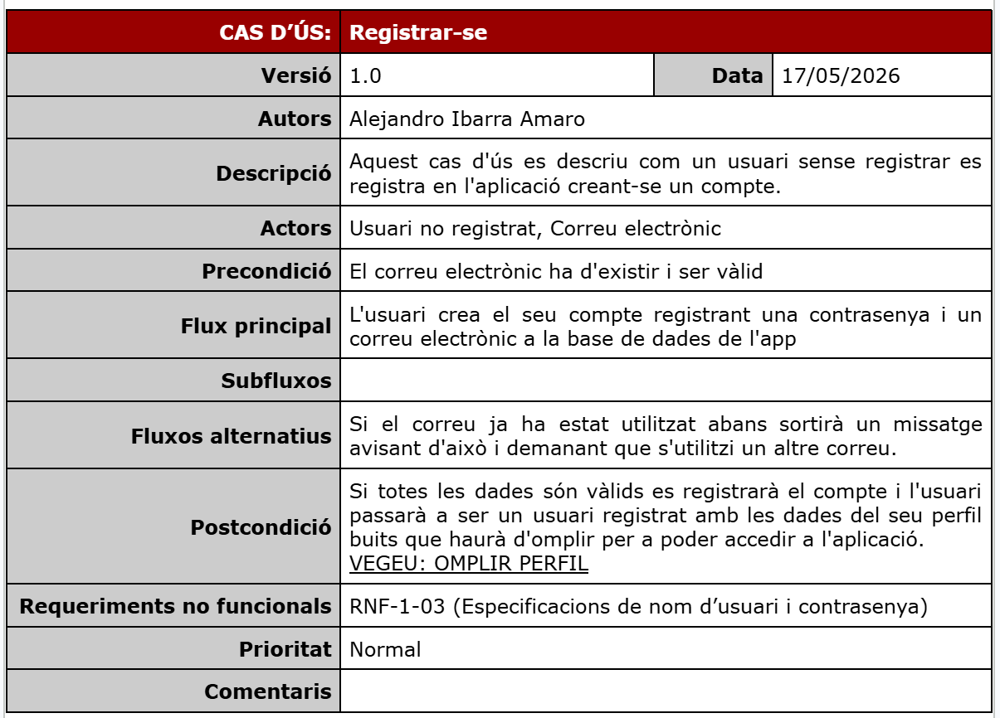 CAS D’ÚS: Registrar-se
Versió 1.0 Data 17/05/2026
Autors Alejandro Ibarra Amaro
Descripció
Aquest cas d'ús es descriu com un usuari sense registrar es
registra en l'aplicació creant-se un compte.
Actors Usuari no registrat, Correu electrònic
Precondició El correu electrònic ha d'existir i ser vàlid
Flux principal
L'usuari crea el seu compte registrant una contrasenya i un
correu electrònic a la base de dades de l'app
Subfluxos
Fluxos alternatius
Si el correu ja ha estat utilitzat abans sortirà un missatge
avisant d'això i demanant que s'utilitzi un altre correu.
Postcondició
Si totes les dades són vàlids es registrarà el compte i l'usuari
passarà a ser un usuari registrat amb les dades del seu perfil
buits que haurà d'omplir per a poder accedir a l'aplicació.
VEGEU: OMPLIR PERFIL
Requeriments no funcionals RNF-1-03 (Especificacions de nom d’usuari i contrasenya)
Prioritat Normal
Comentaris